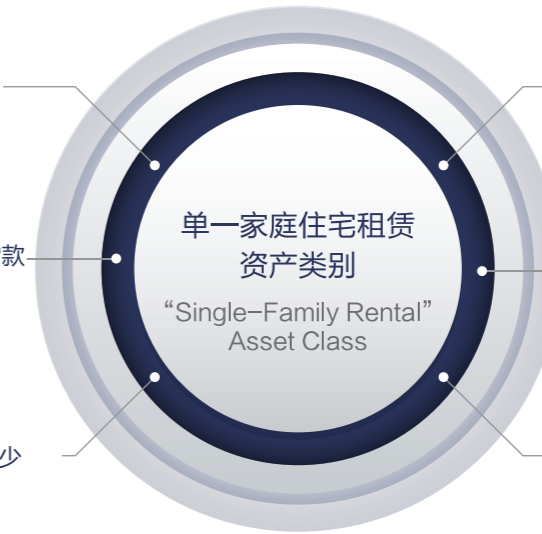 单一家庭住宅租赁
资产类别
“Single-Family Rental”
Asset Class
款
少